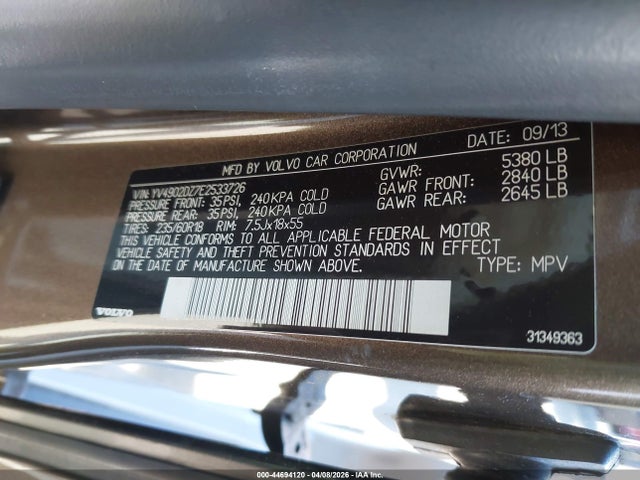 MFD BY VOLVO CAR CORPORATION DATE: 09/13
VIN: YV4902DZ7E2533726 GVWR: 5380 LB
PRESSURE FRONT: 35PSI, 240KPA COLD GAWR FRONT: 2840 LB
PRESSURE REAR: 35 PSI, 240KPA COLD GAWR REAR: 2645 LB
TIRES: 235/60R18 RIM: 7.5Jx18x55
THIS VEHICLE CONFORMS TO ALL APPLICABLE FEDERAL MOTOR
VEHICLE SAFETY AND THEFT PREVENTION STANDARDS IN EFFECT
ON THE DATE OF MANUFACTURE SHOWN ABOVE. TYPE: MPV
VOLVO 31349363
000-44694120 - 04/08/2026 - IAA Inc.